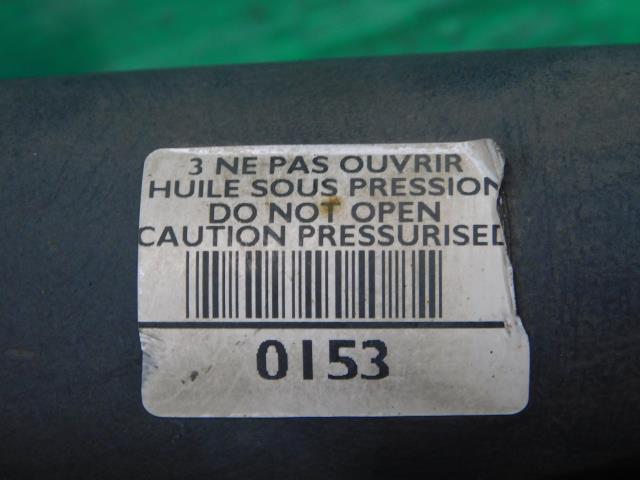 3 NE PAS OUVRIR
HUILE SOUS PRESSION
DO NOT OPEN
CAUTION PRESSURISED
0153